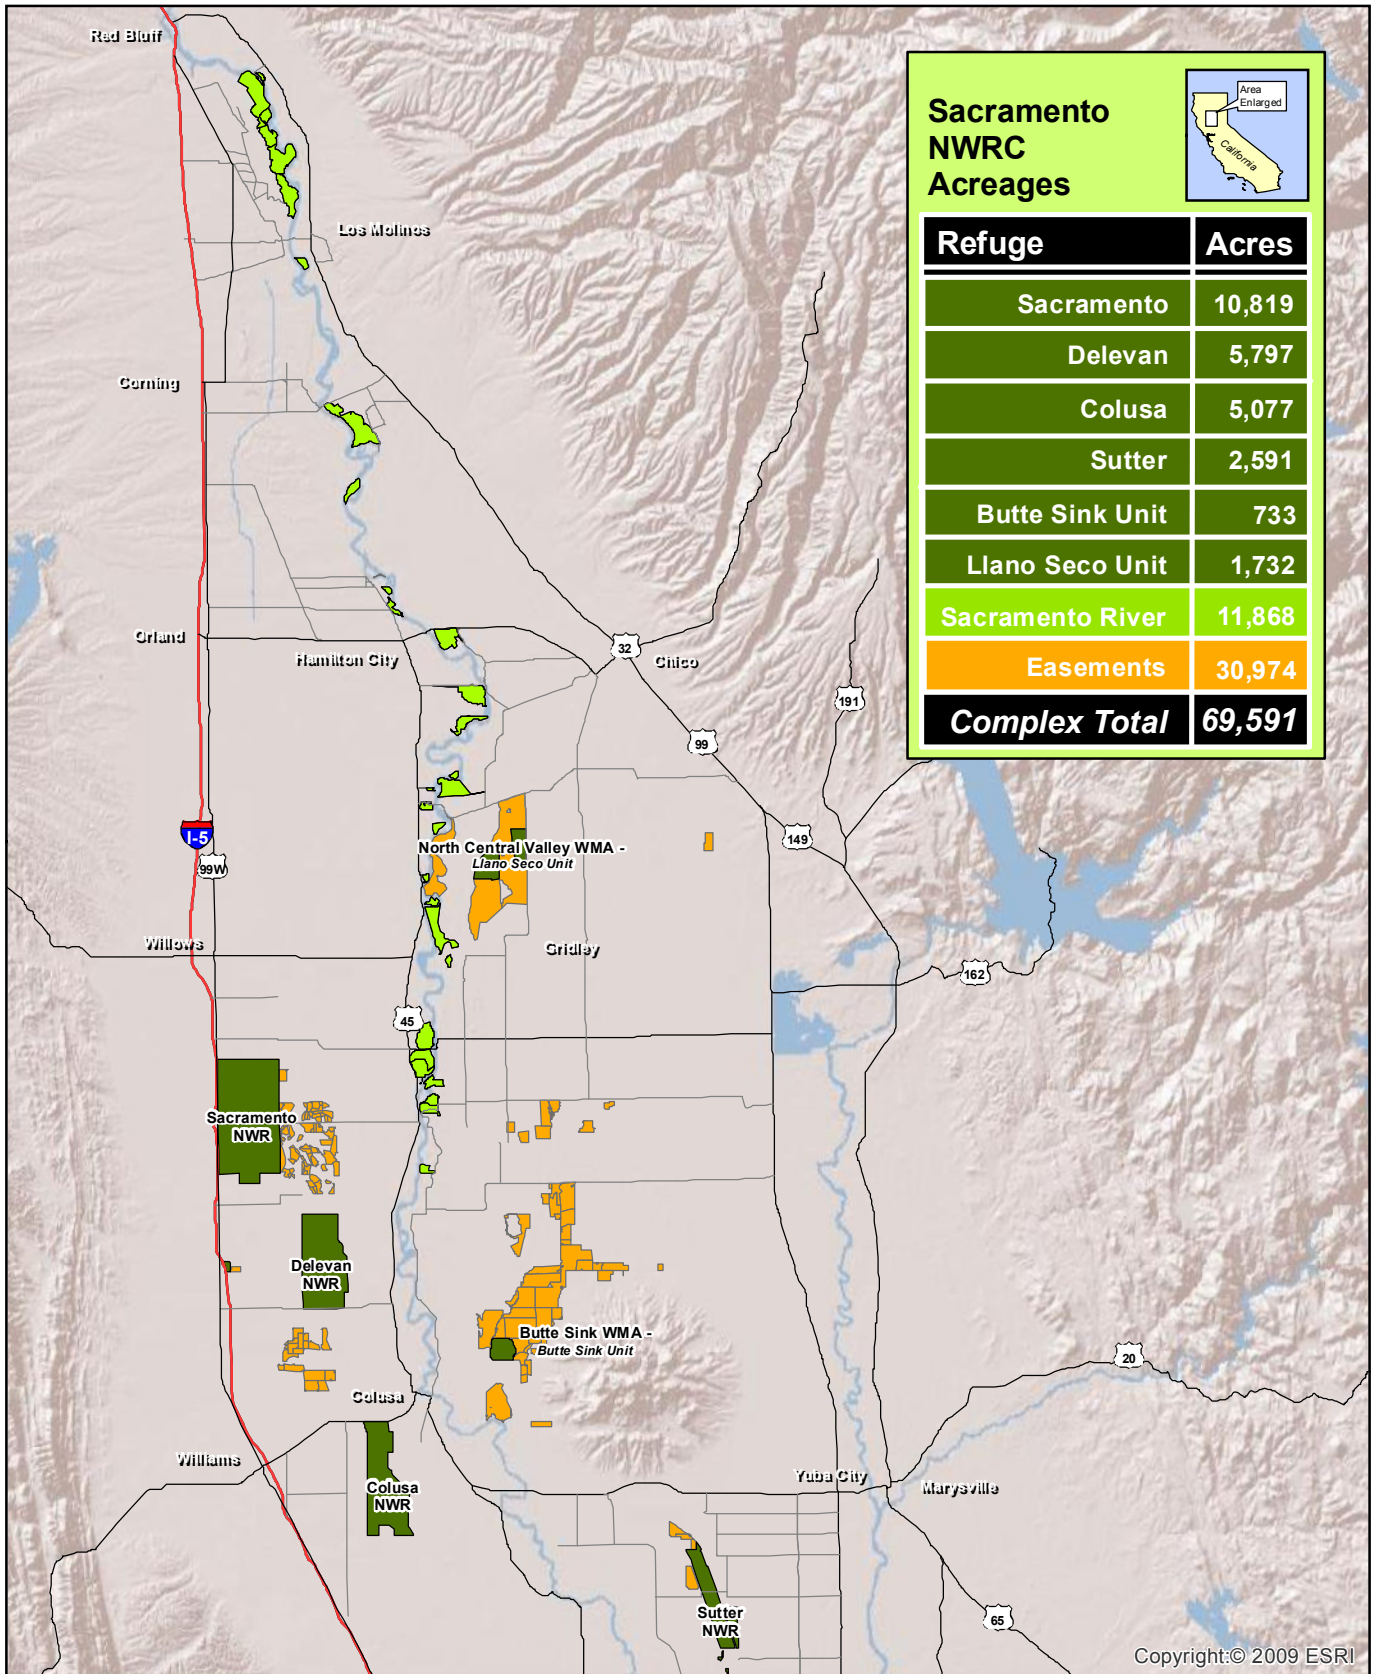 Red Bluff
Sacramento
NWRC
Acreages
Area
Enlarged
California
Refuge Acres
Sacramento 10,819
Delevan 5,797
Colusa 5,077
Sutter 2,591
Butte Sink Unit 733
Llano Seco Unit 1,732
Sacramento River 11,868
Easements 30,974
Complex Total 69,591
Los Molinos
Corning
Orland
Hamilton City
32
Chico
191
99
I-5
149
99W
North Central Valley WMA -
Llano Seco Unit
Willows
Gridley
162
45
Sacramento
NWR
Delevan
NWR
Butte Sink WMA -
Butte Sink Unit
20
Colusa
Williams
Colusa
NWR
Yuba City
Marysville
Sutter
NWR
65
Copyright:© 2009 ESRI